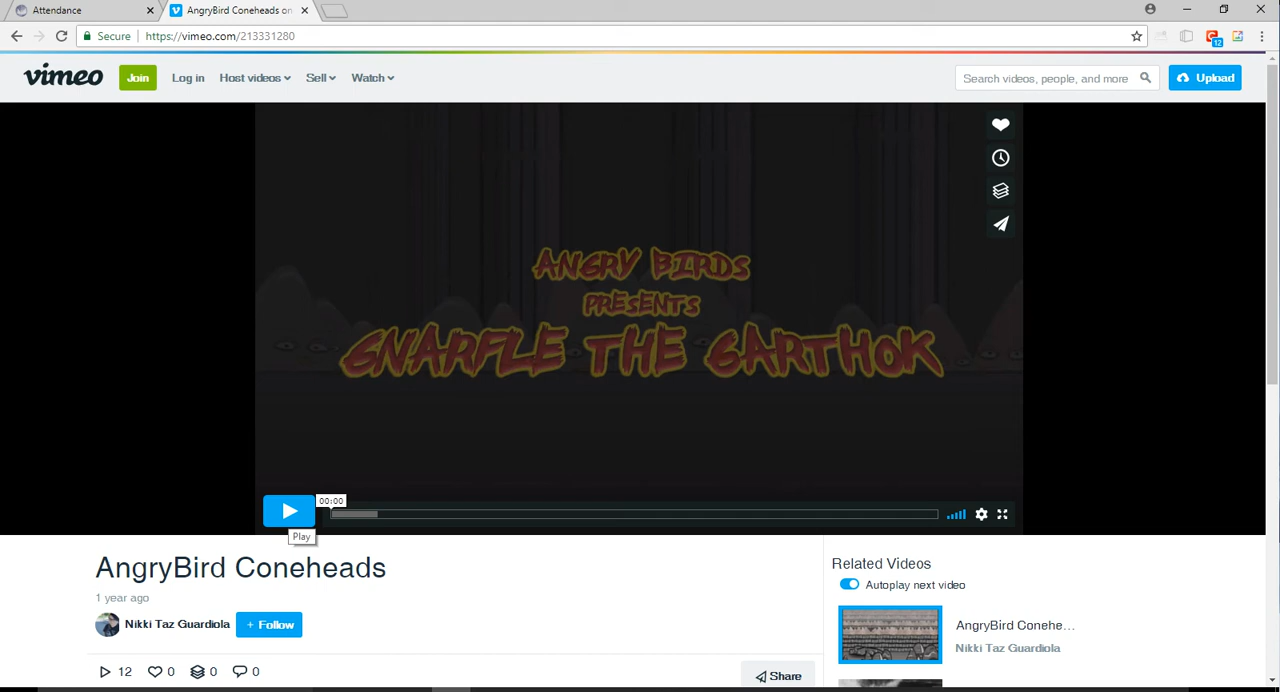 Attendance
AngryBird Coneheads on
Secure
https://vimeo.com/213331280
12
vimeo
Join
Log in
Host videos
Sell
Watch
Search videos, people, and more
Upload
ANGRY BIRDS
PRESENTS
GNARFLE THE GARTHOK
00:00
Play
AngryBird Coneheads
1 year ago
Nikki Taz Guardiola
+ Follow
12
0
0
0
Share
Related Videos
Autoplay next video
AngryBird Conehe...
Nikki Taz Guardiola